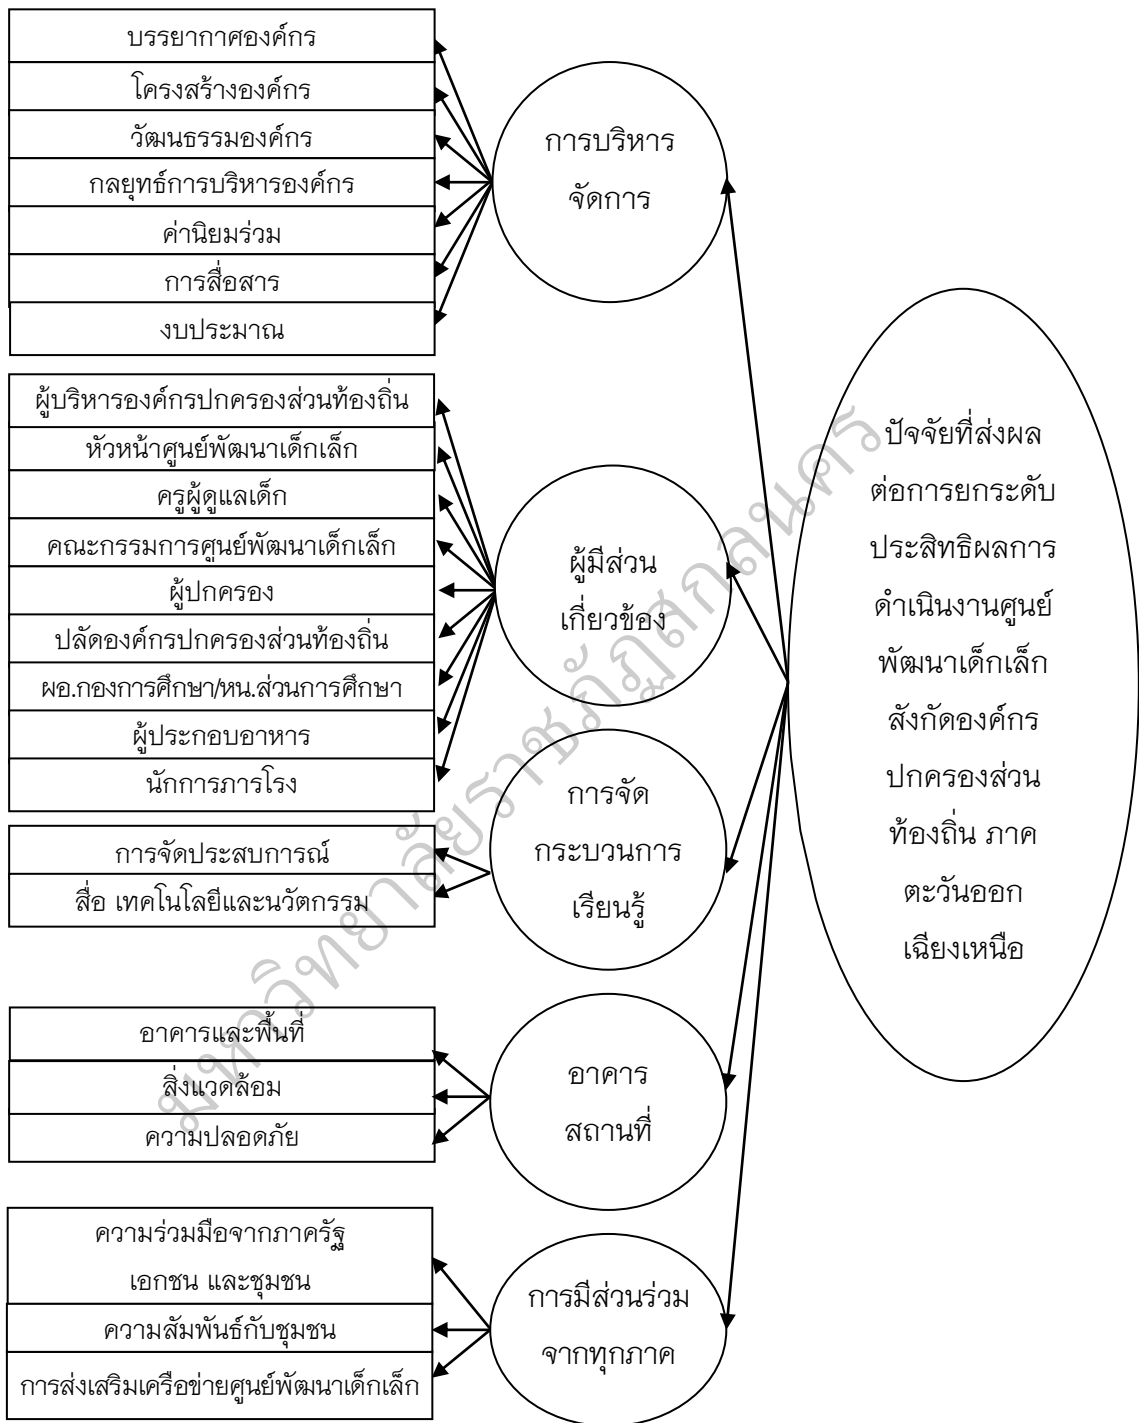 บรรยากาศองค์กร
โครงสร้างองค์กร
วัฒนธรรมองค์กร
กลยุทธ์การบริหารองค์กร
ค่านิยมร่วม
การสื่อสาร
งบประมาณ
การบริหาร
จัดการ
ผู้บริหารองค์กรปกครองส่วนท้องถิ่น
หัวหน้าศูนย์พัฒนาเด็กเล็ก
ครูผู้ดูแลเด็ก
คณะกรรมการศูนย์พัฒนาเด็กเล็ก
ผู้ปกครอง
ปลัดองค์กรปกครองส่วนท้องถิ่น
ผอ.กองการศึกษา/หน.ส่วนการศึกษา
ผู้ประกอบอาหาร
นักการภารโรง
ผู้มีส่วน
เกี่ยวข้อง
การจัดประสบการณ์
สื่อ เทคโนโลยีและนวัตกรรม
การจัด
กระบวนการ
เรียนรู้
อาคารและพื้นที่
สิ่งแวดล้อม
ความปลอดภัย
อาคาร
สถานที่
ความร่วมมือจากภาครัฐ
เอกชน และชุมชน
ความสัมพันธ์กับชุมชน
การส่งเสริมเครือข่ายศูนย์พัฒนาเด็กเล็ก
การมีส่วนร่วม
จากทุกภาค
ปัจจัยที่ส่งผล
ต่อการยกระดับ
ประสิทธิผลการ
ดำเนินงานศูนย์
พัฒนาเด็กเล็ก
สังกัดองค์กร
ปกครองส่วน
ท้องถิ่น ภาค
ตะวันออก
เฉียงเหนือ
มหาวิทยาลัยราชภัฏสกลนคร